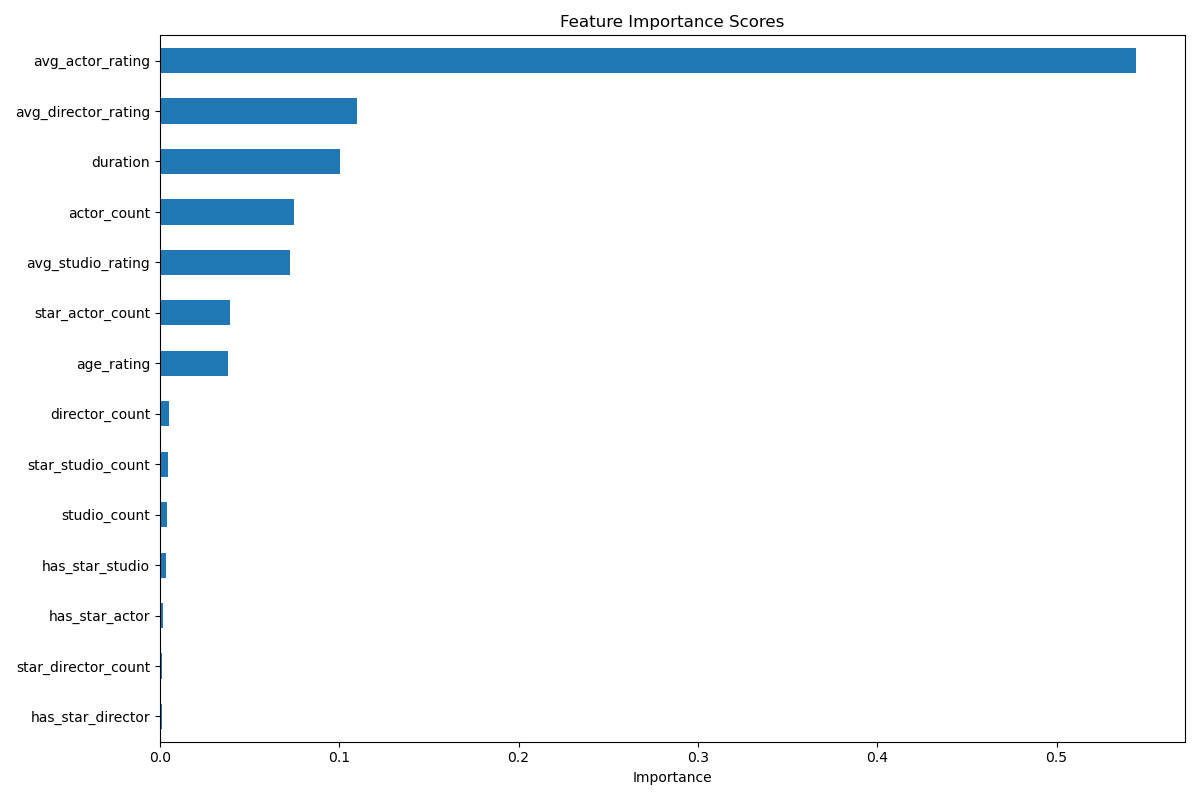 Feature Importance Scores
avg_actor_rating
avg_director_rating
duration
actor_count
avg_studio_rating
star_actor_count
age_rating
director_count
star_studio_count
studio_count
has_star_studio
has_star_actor
star_director_count
has_star_director
0.0 0.1 0.2 0.3 0.4 0.5
Importance